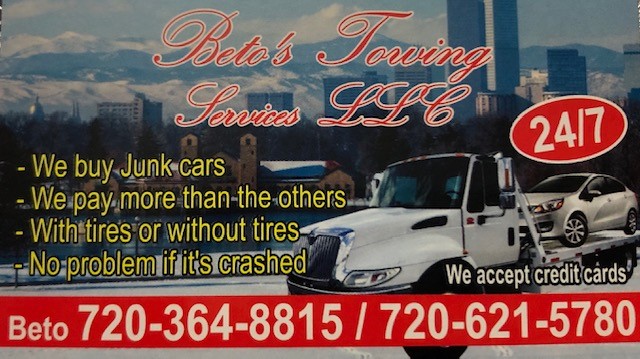 Beto's Towing
Services LLC
24/7
- We buy Junk cars
- We pay more than the others
- With tires or without tires
- No problem if it's crashed
We accept credit cards
Beto 720-364-8815 / 720-621-5780